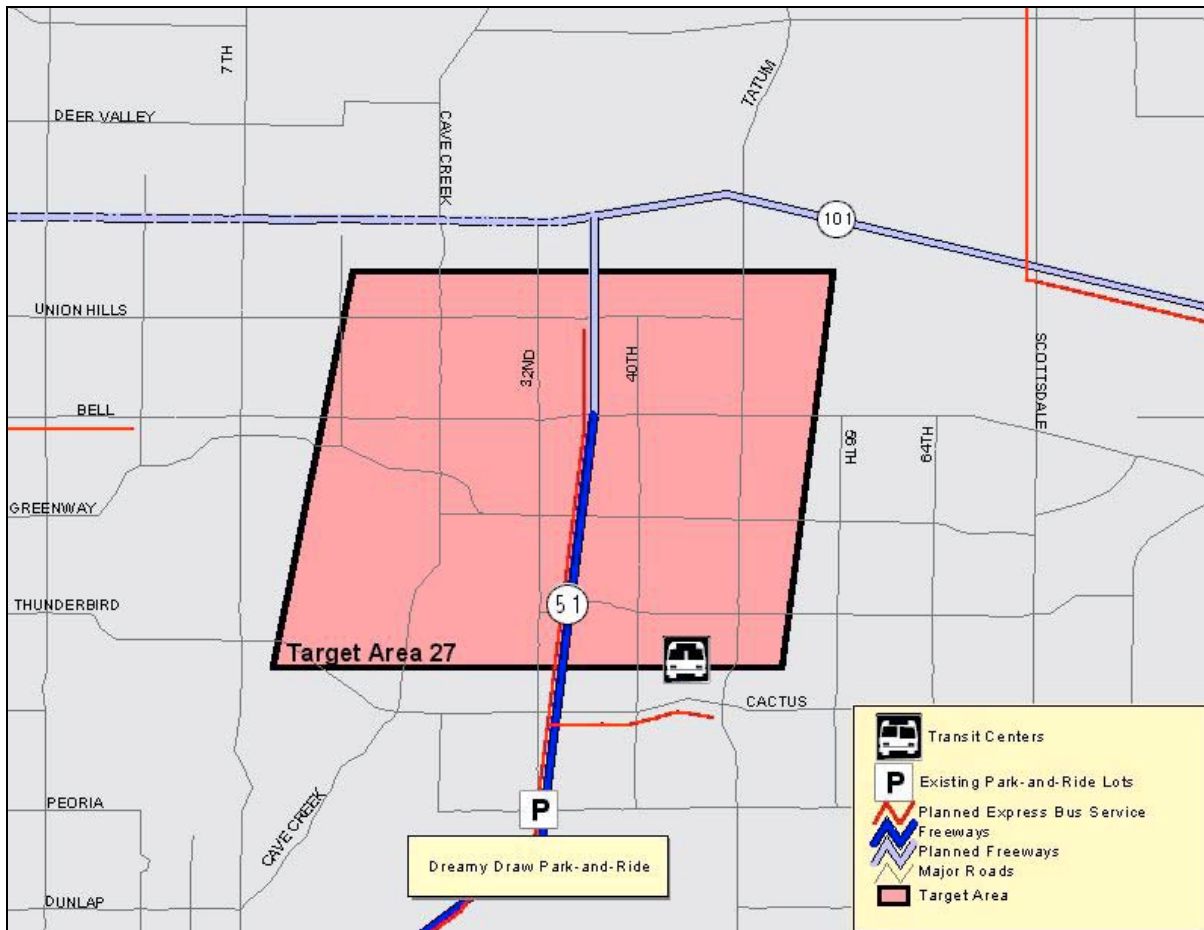 7TH
TATUM
DEER VALLEY
CAVE CREEK
101
UNION HILLS
32ND
40TH
SCOTTSDALE
BELL
56TH
64TH
GREENWAY
51
THUNDERBIRD
Target Area 27
CACTUS
Transit Centers
P
Existing Park-and-Ride Lots
Planned Express Bus Service
Freeways
Planned Freeways
Major Roads
Target Area
PEORIA
P
CAVE CREEK
Dreamy Draw Park-and-Ride
DUNLAP